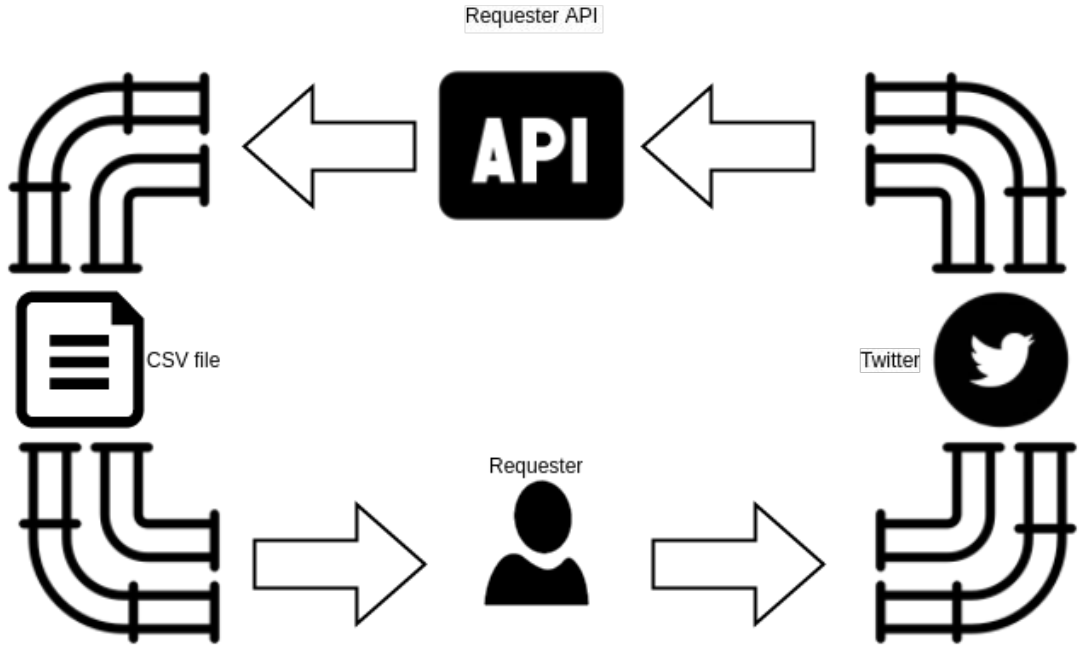 Requester API
API
CSV file
Twitter
Requester